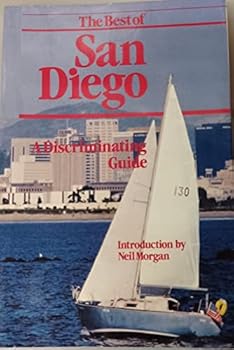 The Best of
San
Diego
A Discriminating
Guide
130
Introduction by
Neil Morgan